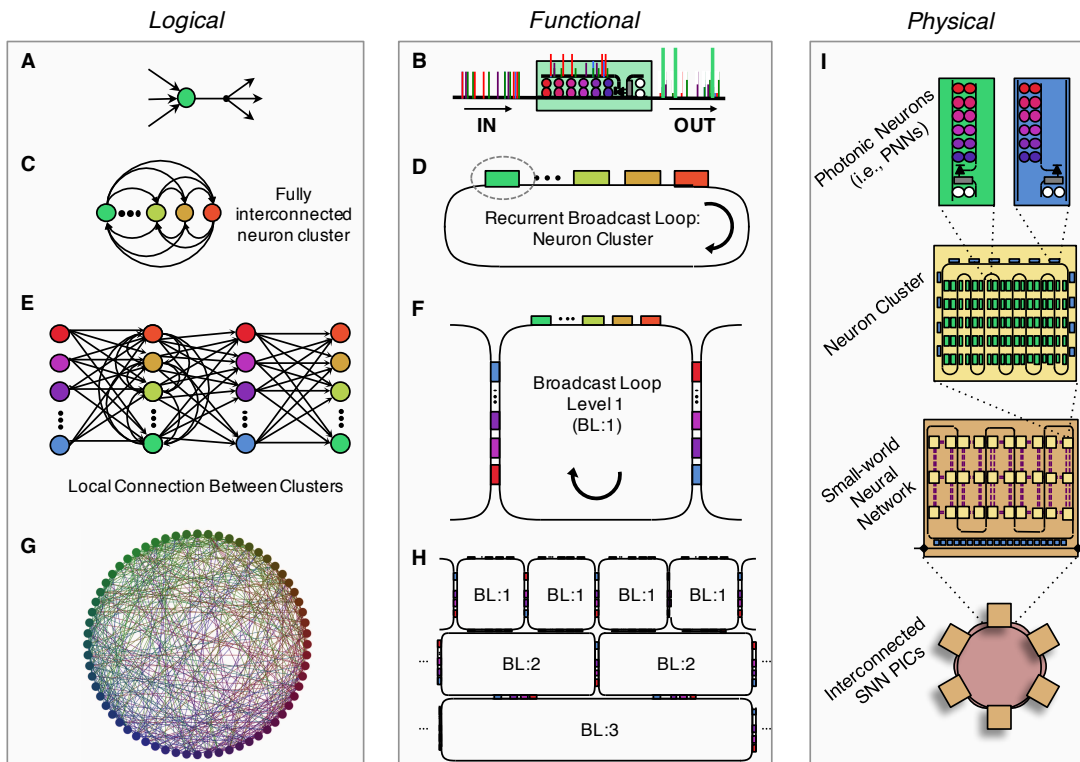 Logical
Functional
Physical
A
B
IN
OUT
C
Fully
interconnected
neuron cluster
D
Recurrent Broadcast Loop:
Neuron Cluster
E
Local Connection Between Clusters
F
Broadcast Loop
Level 1
(BL:1)
G
H
BL:1 BL:1 BL:1 BL:1
BL:2 BL:2
BL:3
I
Photonic Neurons
(i.e., PNNs)
Neuron Cluster
Small-world
Neural
Network
Interconnected
SNN PICs